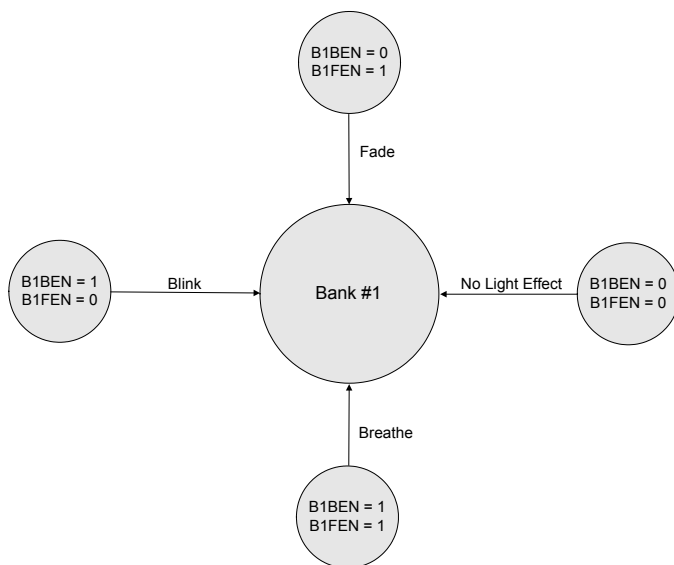 B1BEN = 0
B1FEN = 1
Fade
B1BEN = 1
B1FEN = 0
Blink
Bank #1
No Light Effect
B1BEN = 0
B1FEN = 0
Breathe
B1BEN = 1
B1FEN = 1